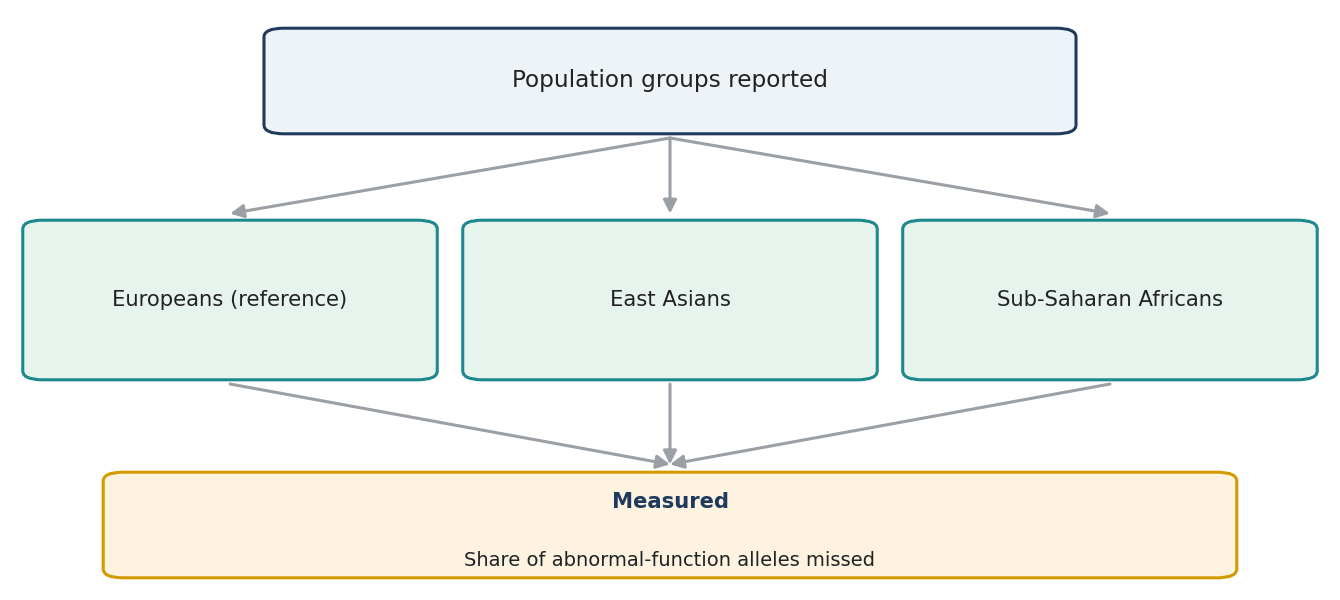 Population groups reported
Europeans (reference)
East Asians
Sub-Saharan Africans
Measured
Share of abnormal-function alleles missed